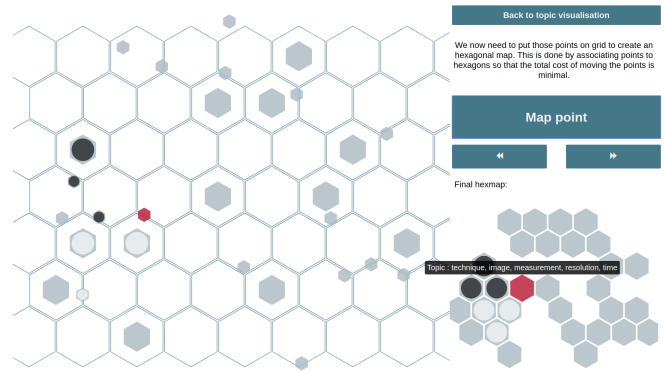 Back to topic visualisation
We now need to put those points on grid to create an
hexagonal map. This is done by associating points to
hexagons so that the total cost of moving the points is
minimal.
Map point
Final hexmap:
Topic : technique, image, measurement, resolution, time